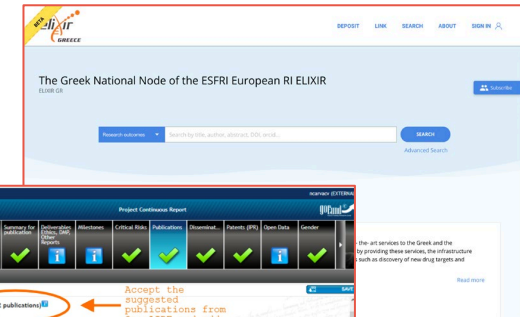 BETA
elixir
GREECE
DEPOSIT LINK SEARCH ABOUT SIGN IN
The Greek National Node of the ESFRI European RI ELIXIR
ELIXIR GR
Subscribe
Research outcomes Search by title, author, abstract, DOI, orcid...
SEARCH
Advanced Search
ncarvacv (EXTERNA
Project Continuous Report
Summary for publication
Deliverables Ethics, DMP, Other Reports
Milestones
Critical Risks
Publications
Disseminat...
Patents (IPR)
Open Data
Gender
the- art services to the Greek and the
by providing these services, the infrastructure
s such as discovery of new drug targets and
Read more
SAVE
Accept the
suggested
publications from
publications)